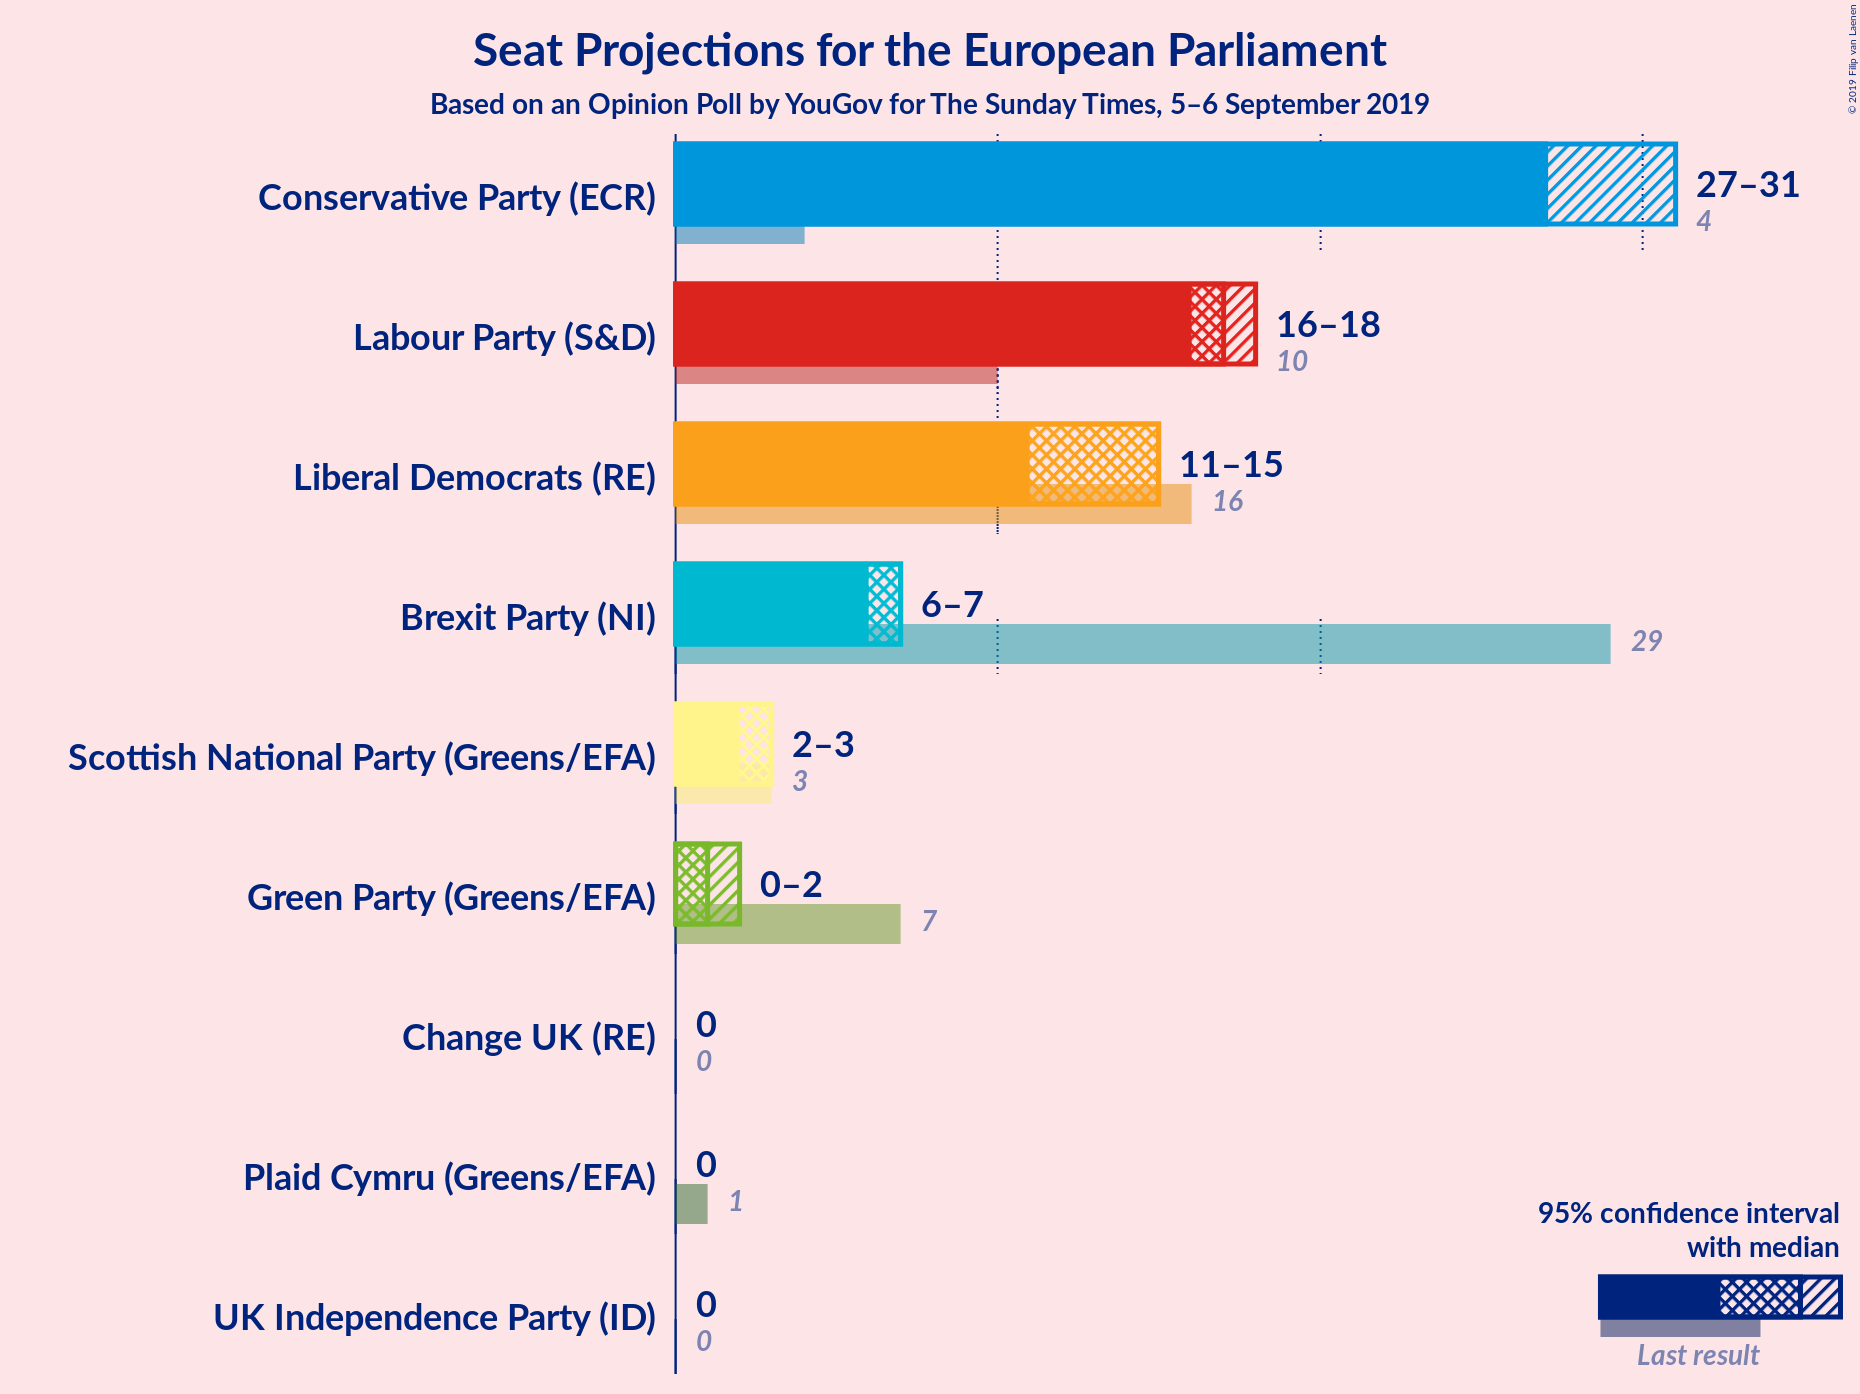 Seat Projections for the European Parliament
Based on an Opinion Poll by YouGov for The Sunday Times, 5–6 September 2019
© 2019 Filip van Laenen
Conservative Party (ECR)
27–31
4
Labour Party (S&D)
16–18
10
Liberal Democrats (RE)
11–15
16
Brexit Party (NI)
6–7
29
Scottish National Party (Greens/EFA)
2–3
3
Green Party (Greens/EFA)
0–2
7
Change UK (RE)
0
0
Plaid Cymru (Greens/EFA)
0
1
UK Independence Party (ID)
0
0
95% confidence interval
with median
Last result